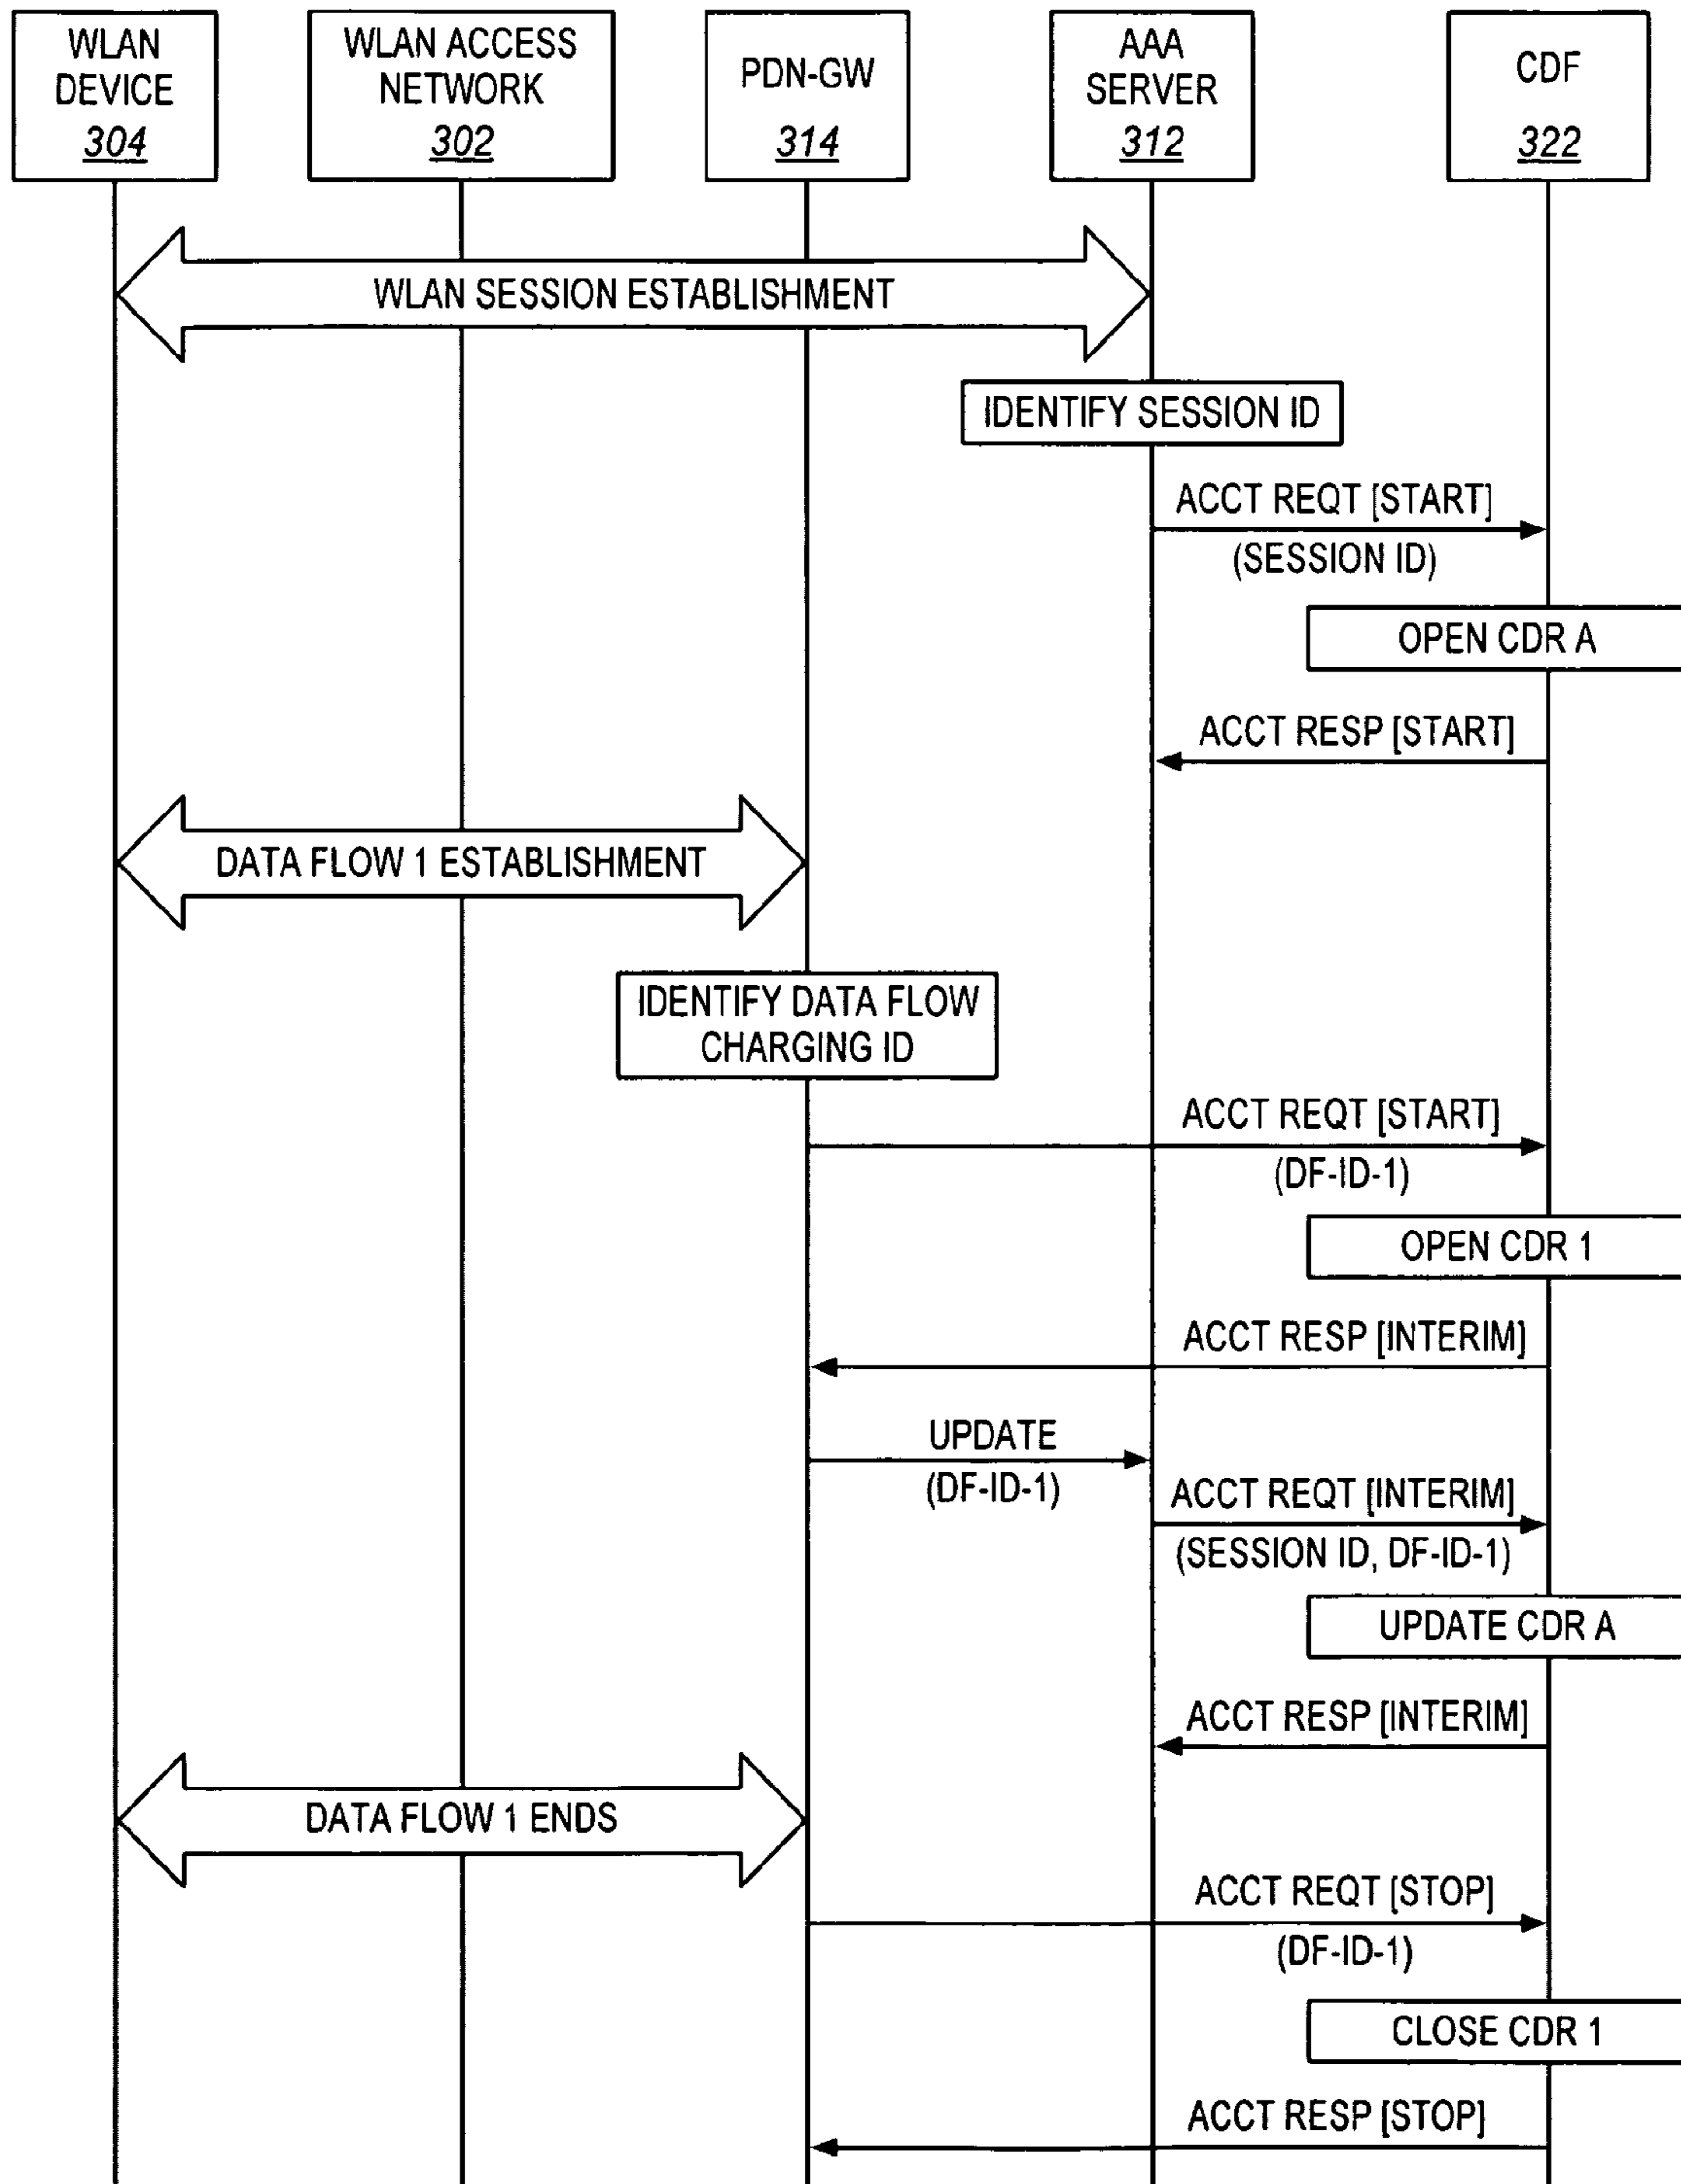 WLAN
DEVICE
304
WLAN ACCESS
NETWORK
302
PDN-GW
314
AAA
SERVER
312
CDF
322
WLAN SESSION ESTABLISHMENT
IDENTIFY SESSION ID
ACCT REQT [START]
(SESSION ID)
OPEN CDR A
ACCT RESP [START]
DATA FLOW 1 ESTABLISHMENT
IDENTIFY DATA FLOW
CHARGING ID
ACCT REQT [START]
(DF-ID-1)
OPEN CDR 1
ACCT RESP [INTERIM]
UPDATE
(DF-ID-1)
ACCT REQT [INTERIM]
(SESSION ID, DF-ID-1)
UPDATE CDR A
ACCT RESP [INTERIM]
DATA FLOW 1 ENDS
ACCT REQT [STOP]
(DF-ID-1)
CLOSE CDR 1
ACCT RESP [STOP]